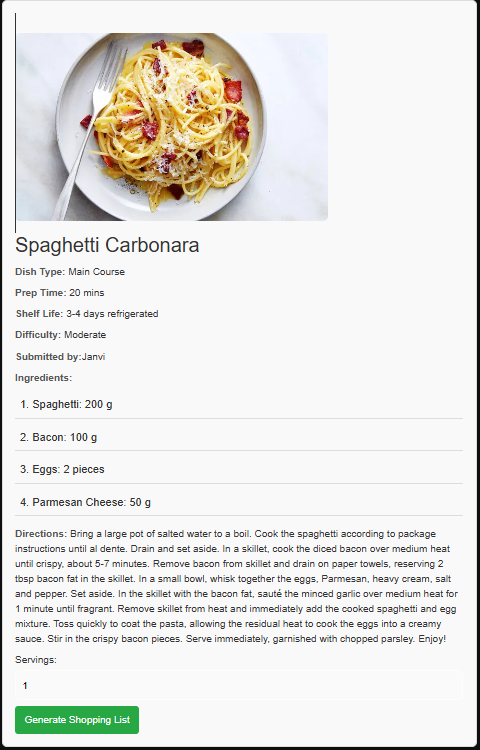 Spaghetti Carbonara
Dish Type: Main Course
Prep Time: 20 mins
Shelf Life: 3-4 days refrigerated
Difficulty: Moderate
Submitted by:Janvi
Ingredients:
1. Spaghetti: 200 g
2. Bacon: 100 g
3. Eggs: 2 pieces
4. Parmesan Cheese: 50 g
Directions: Bring a large pot of salted water to a boil. Cook the spaghetti according to package
instructions until al dente. Drain and set aside. In a skillet, cook the diced bacon over medium heat
until crispy, about 5-7 minutes. Remove bacon from skillet and drain on paper towels, reserving 2
tbsp bacon fat in the skillet. In a small bowl, whisk together the eggs, Parmesan, heavy cream, salt
and pepper. Set aside. In the skillet with the bacon fat, sauté the minced garlic over medium heat for
1 minute until fragrant. Remove skillet from heat and immediately add the cooked spaghetti and egg
mixture. Toss quickly to coat the pasta, allowing the residual heat to cook the eggs into a creamy
sauce. Stir in the crispy bacon pieces. Serve immediately, garnished with chopped parsley. Enjoy!
Servings:
1
Generate Shopping List